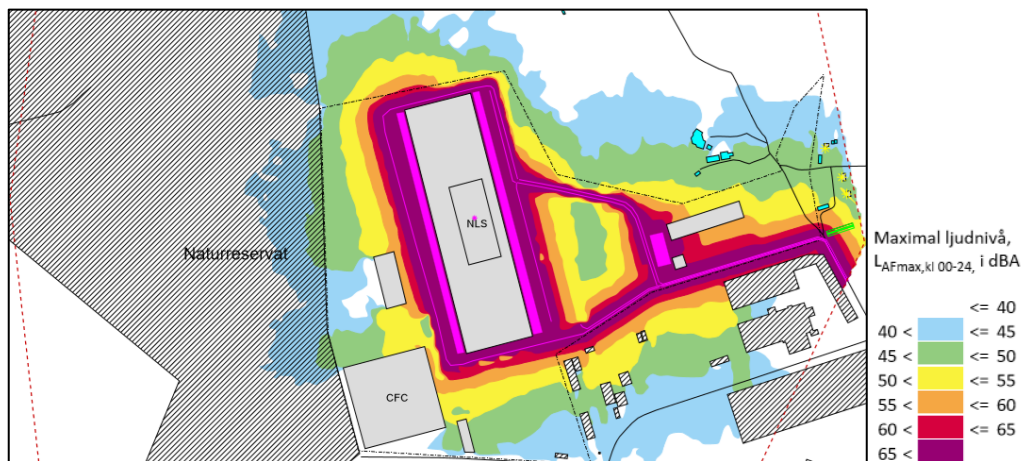 NLS
Naturreservat
CFC
Maximal ljudnivå,
LAFmax,kl 00-24, i dBA
<= 40
40 < <= 45
45 < <= 50
50 < <= 55
55 < <= 60
60 < <= 65
65 <